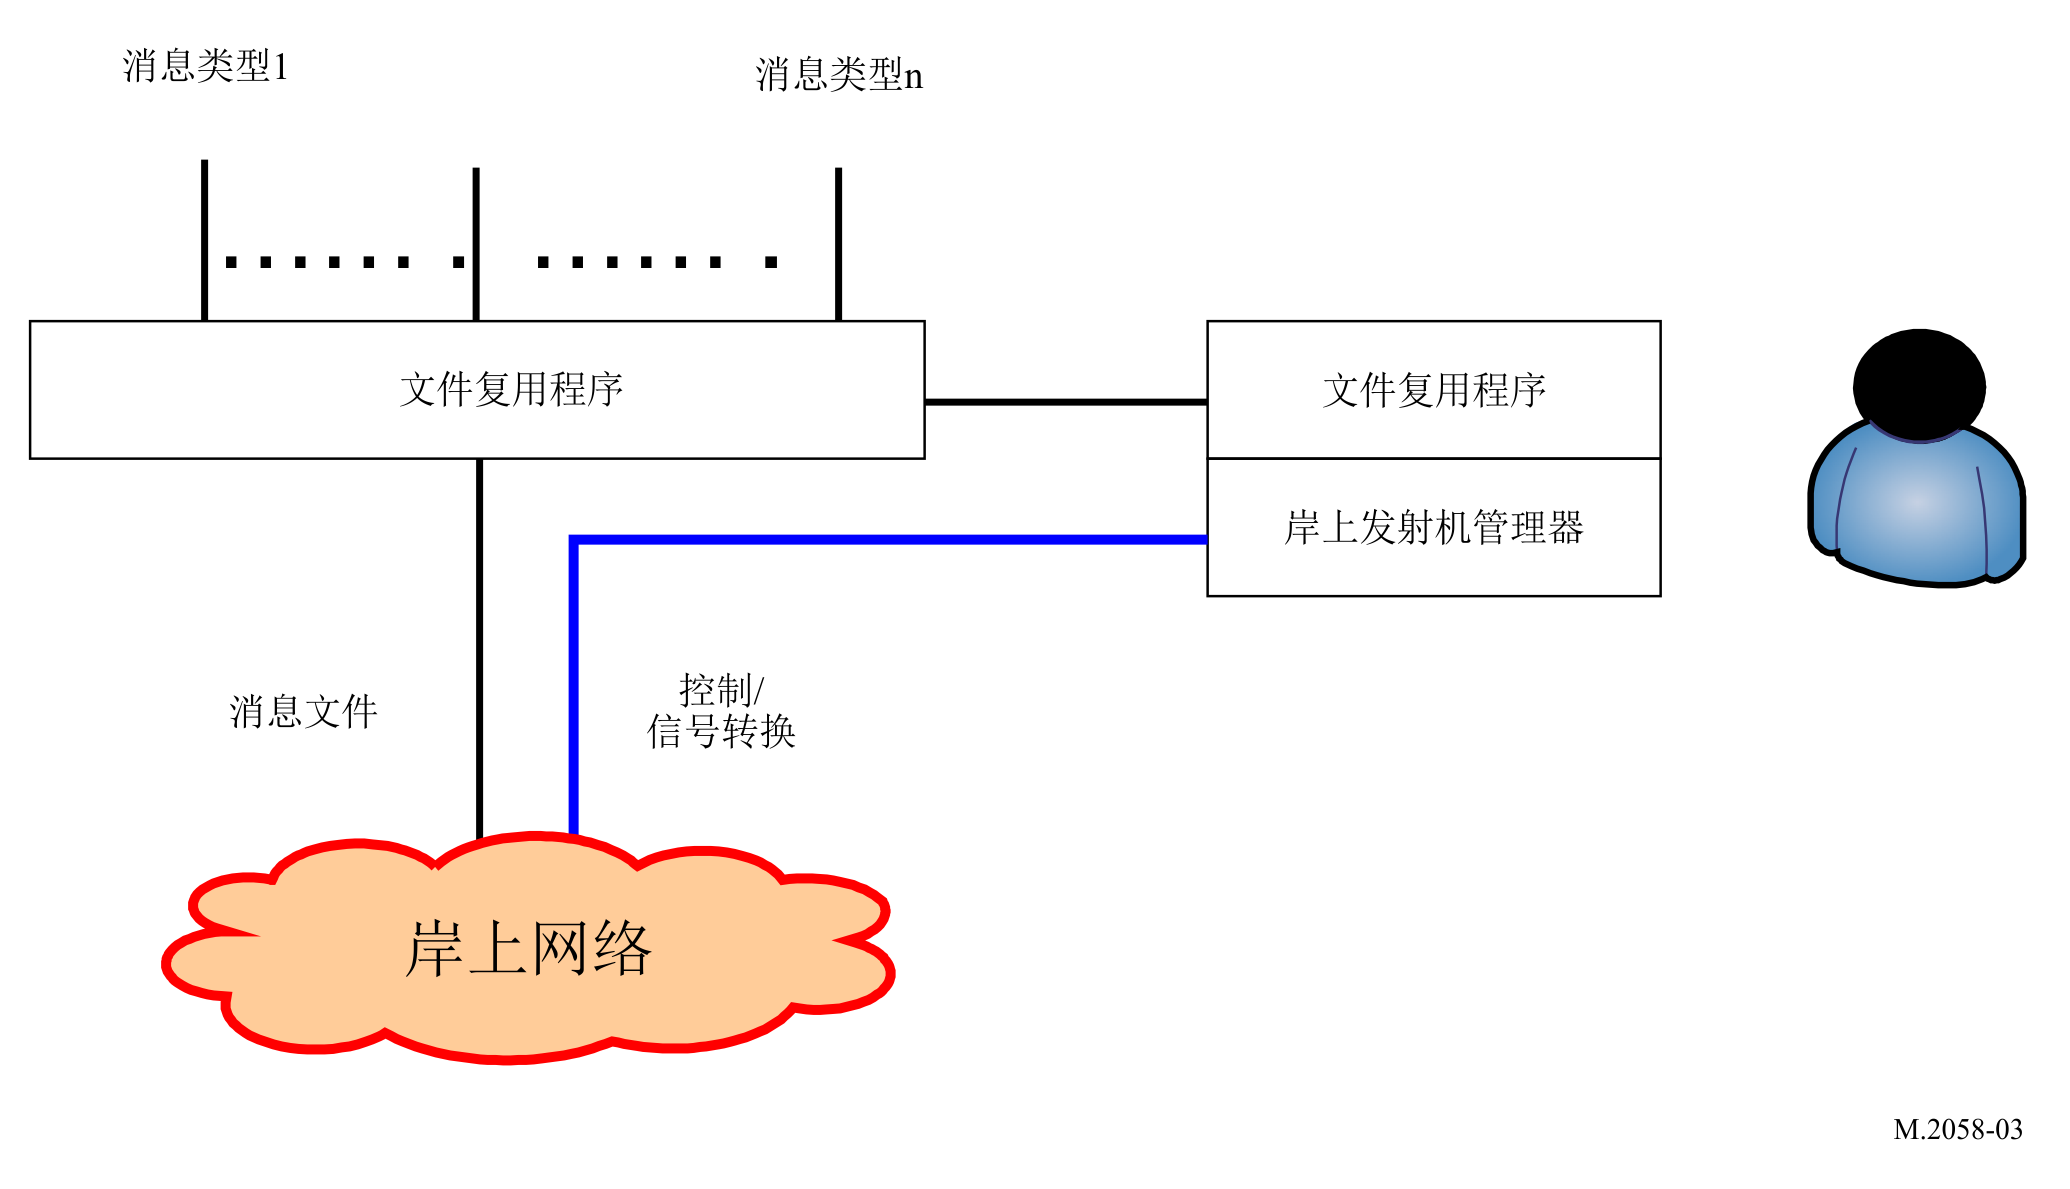 消息类型1
消息类型n
文件复用程序
文件复用程序
岸上发射机管理器
消息文件
控制/
信号转换
岸上网络
M.2058-03